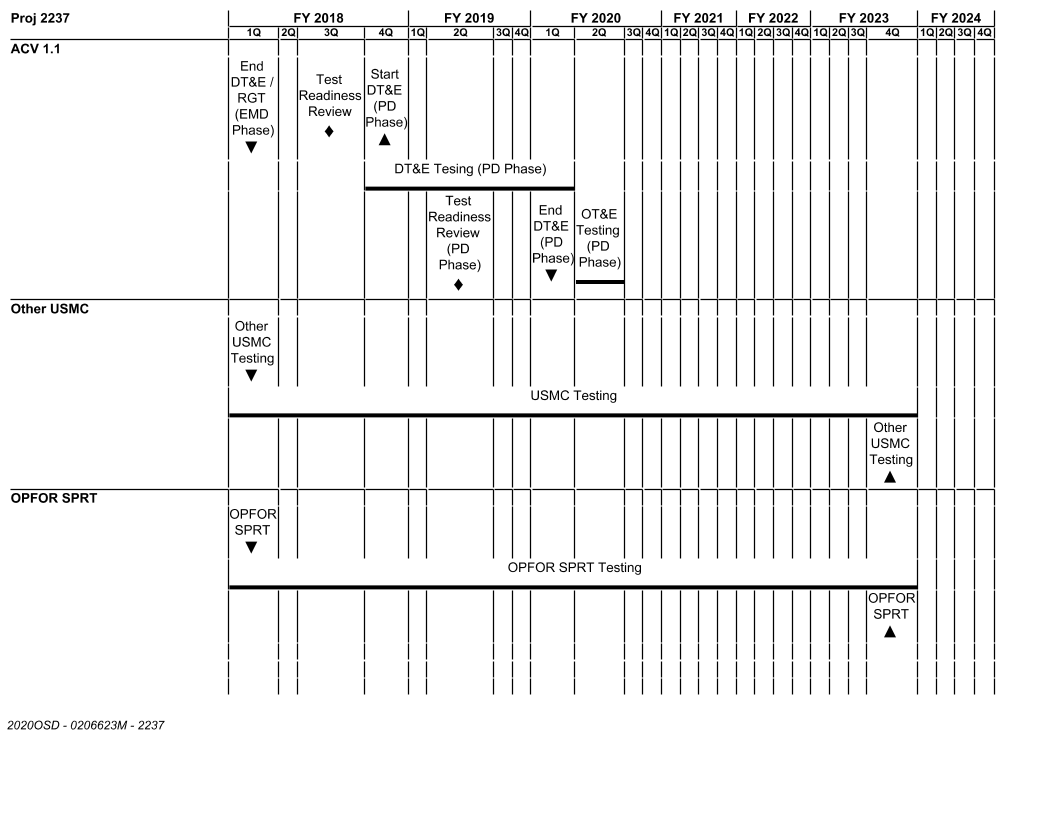 Proj 2237 FY 2018 FY 2019 FY 2020 FY 2021 FY 2022 FY 2023 FY 2024
1Q 2Q 3Q 4Q 1Q 2Q 3Q 4Q 1Q 2Q 3Q 4Q 1Q 2Q 3Q 4Q 1Q 2Q 3Q 4Q 1Q 2Q 3Q 4Q 1Q 2Q 3Q 4Q
ACV 1.1
End
DT&E /
RGT
(EMD
Phase)
Test
Readiness
Review
Start
DT&E
(PD
Phase)
DT&E Tesing (PD Phase)
Test
Readiness
Review
(PD
Phase)
End
DT&E
(PD
Phase)
OT&E
Testing
(PD
Phase)
Other USMC
Other
USMC
Testing
USMC Testing
Other
USMC
Testing
OPFOR SPRT
OPFOR
SPRT
OPFOR SPRT Testing
OPFOR
SPRT
2020OSD - 0206623M - 2237